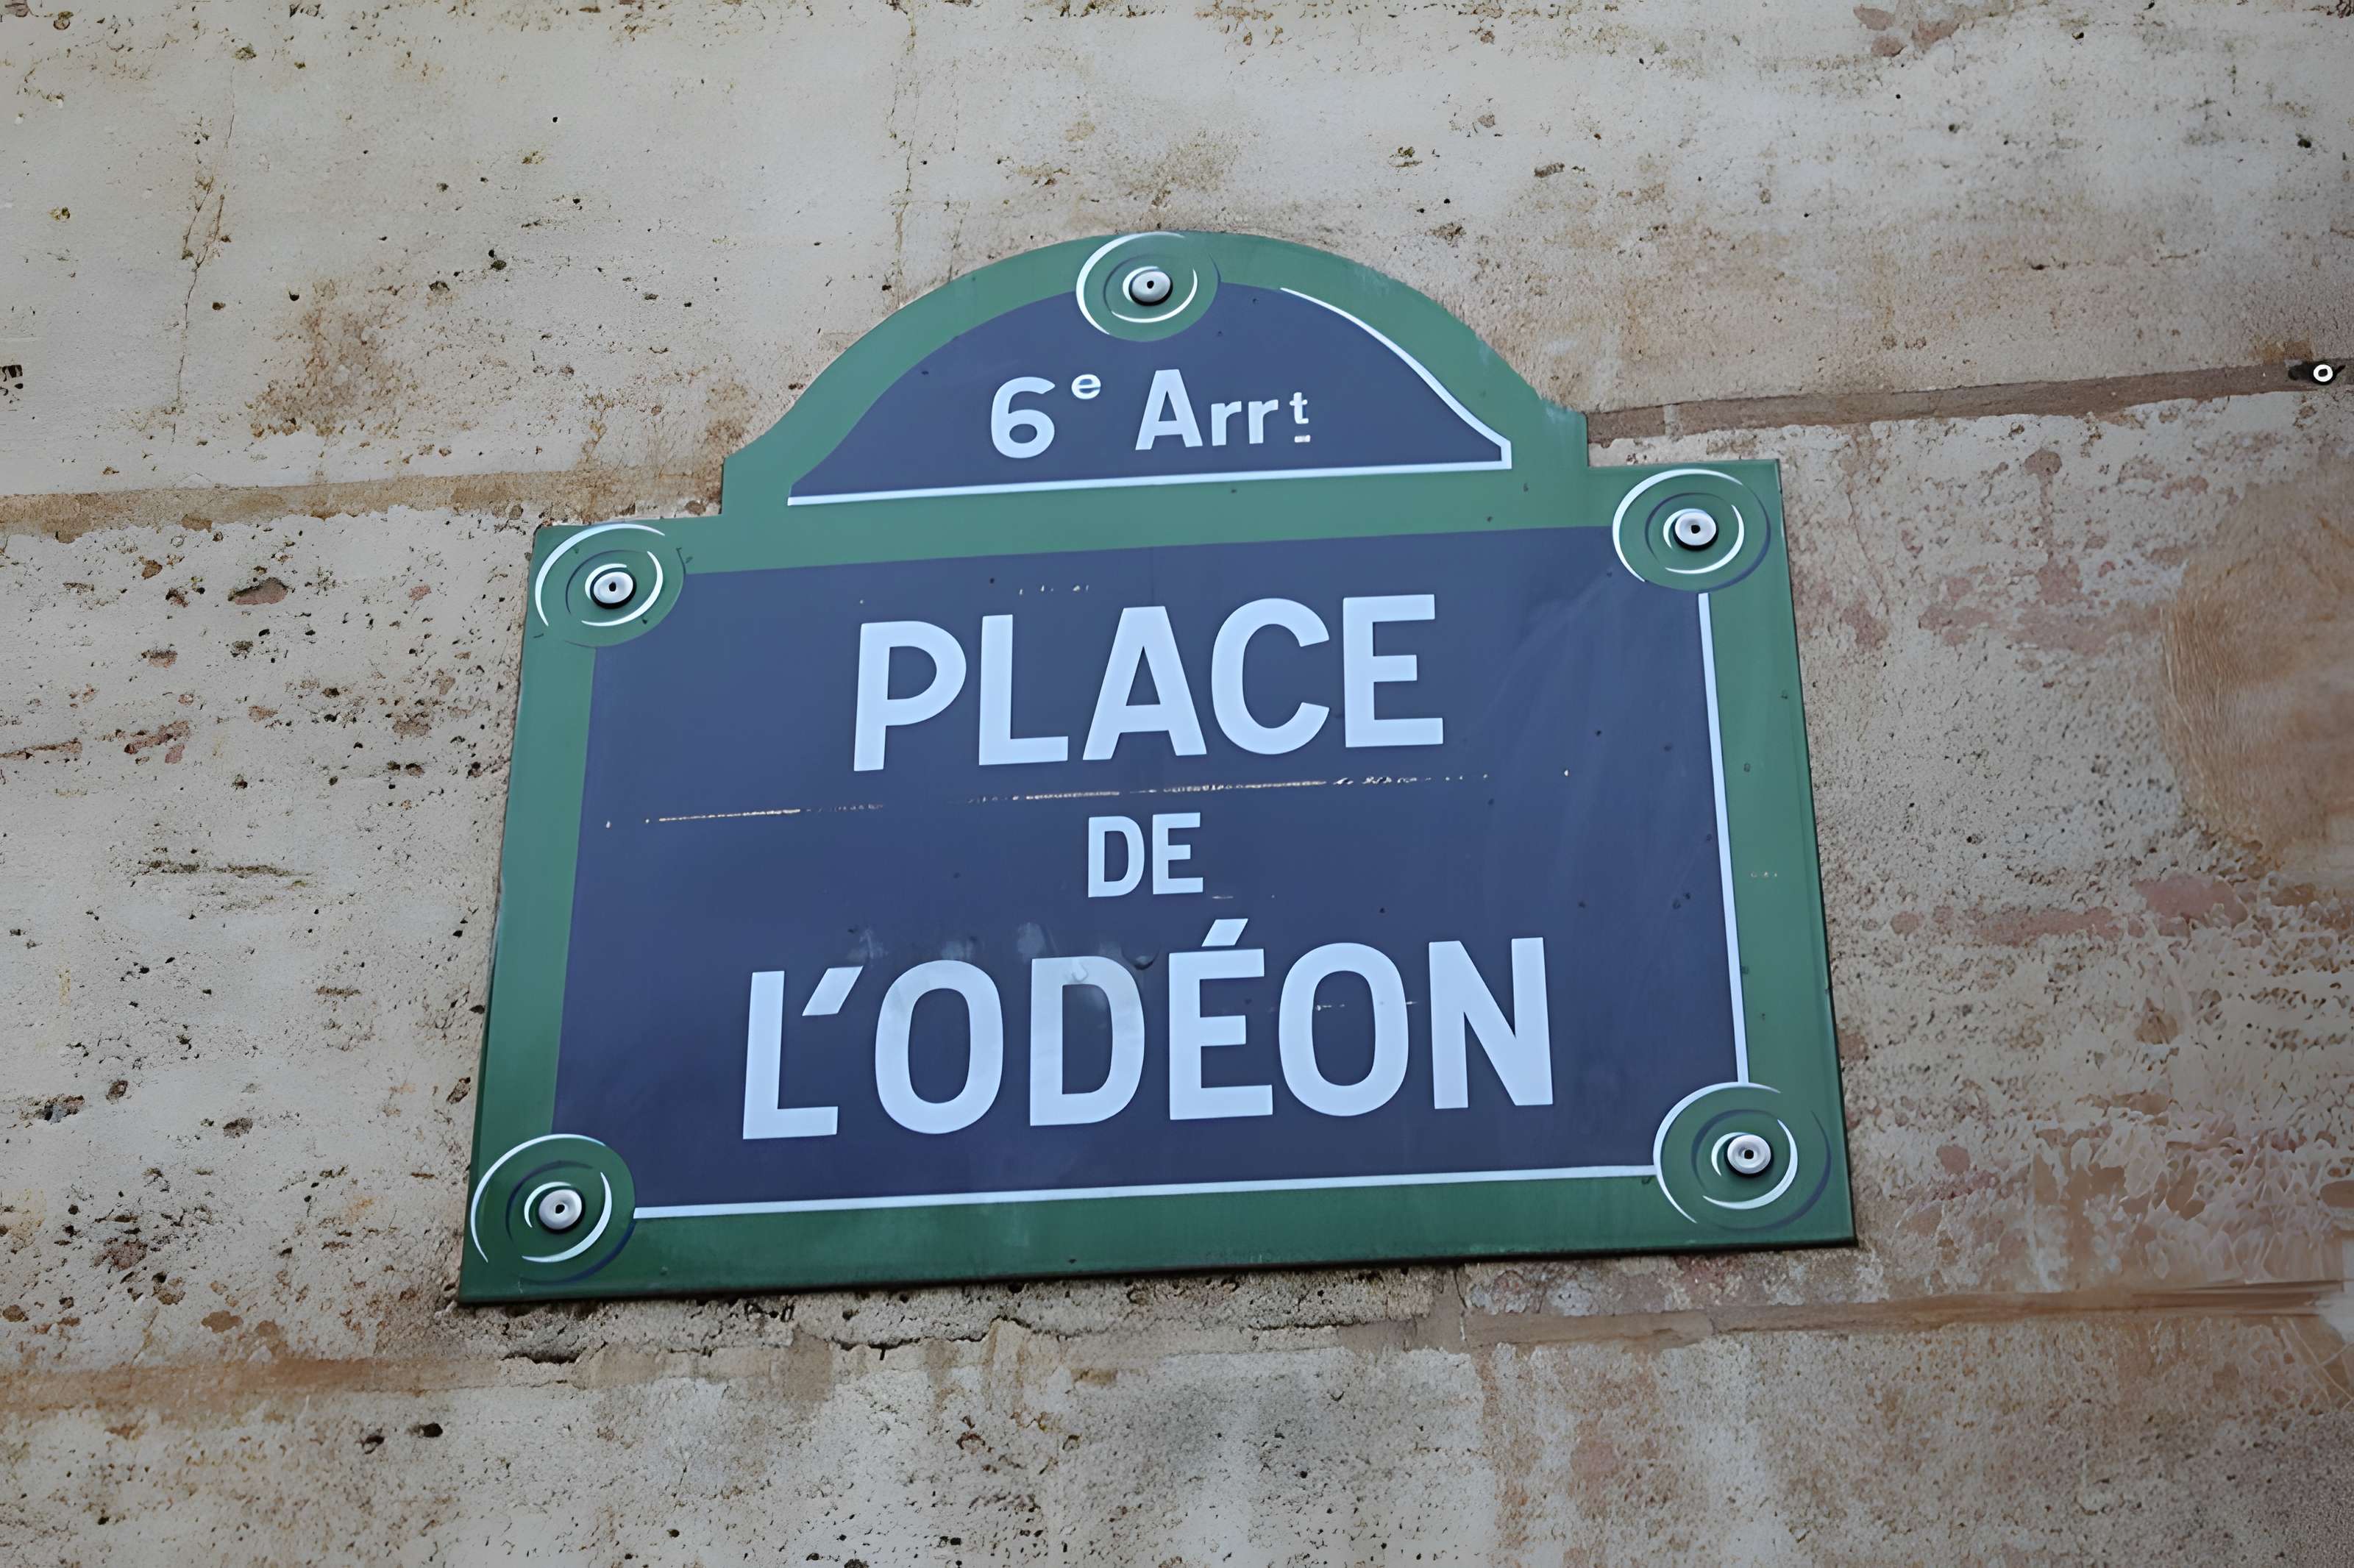 6e Arrt
PLACE
DE
L'ODÉON